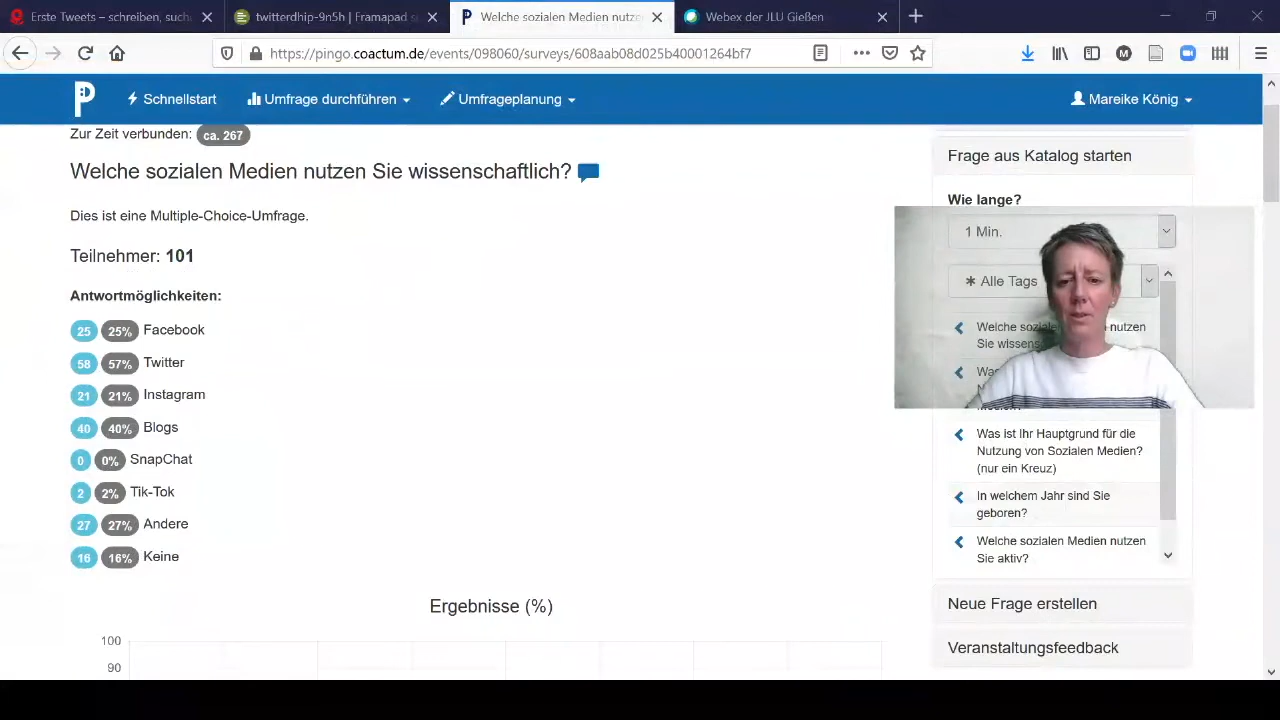 Erste Tweets – schreiben, such
twitterdhip-9n5h | Framapad
Welche sozialen Medien nutze
Webex der JLU Gießen
https://pingo.coactum.de/events/098060/surveys/608aab08d025b40001264bf7
Schnellstart
Umfrage durchführen
Umfrageplanung
Mareike König
Zur Zeit verbunden: ca. 267
Welche sozialen Medien nutzen Sie wissenschaftlich?
Dies ist eine Multiple-Choice-Umfrage.
Teilnehmer: 101
Antwortmöglichkeiten:
25 25% Facebook
58 57% Twitter
21 21% Instagram
40 40% Blogs
0 0% SnapChat
2 2% Tik-Tok
27 27% Andere
16 16% Keine
Ergebnisse (%)
100
90
Frage aus Katalog starten
Wie lange?
1 Min.
Alle Tags
Welche nutzen
Sie
Was ist Ihr Hauptgrund für die
Nutzung von Sozialen Medien?
(nur ein Kreuz)
In welchem Jahr sind Sie
geboren?
Welche sozialen Medien nutzen
Sie aktiv?
Neue Frage erstellen
Veranstaltungsfeedback